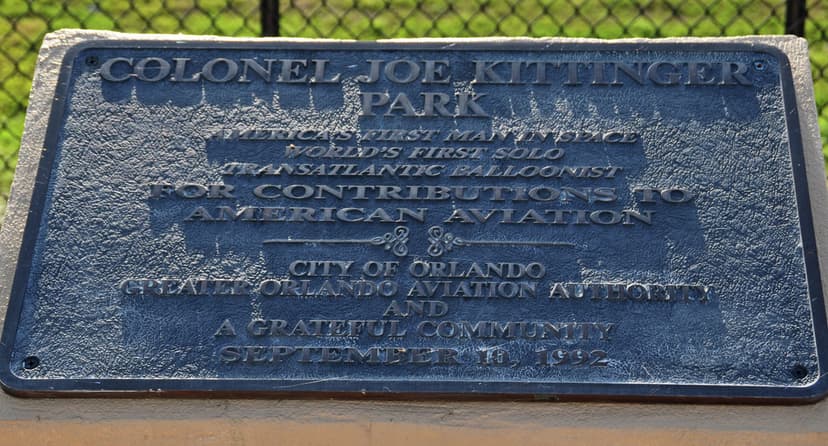 COLONEL JOE KITTINGER
PARK
AMERICA'S FIRST MAN IN SPACE
WORLD'S FIRST SOLO
TRANSATLANTIC BALLOONIST
FOR CONTRIBUTIONS TO
AMERICAN AVIATION
CITY OF ORLANDO
GREATER ORLANDO AVIATION AUTHORITY
AND
A GRATEFUL COMMUNITY
SEPTEMBER 1992